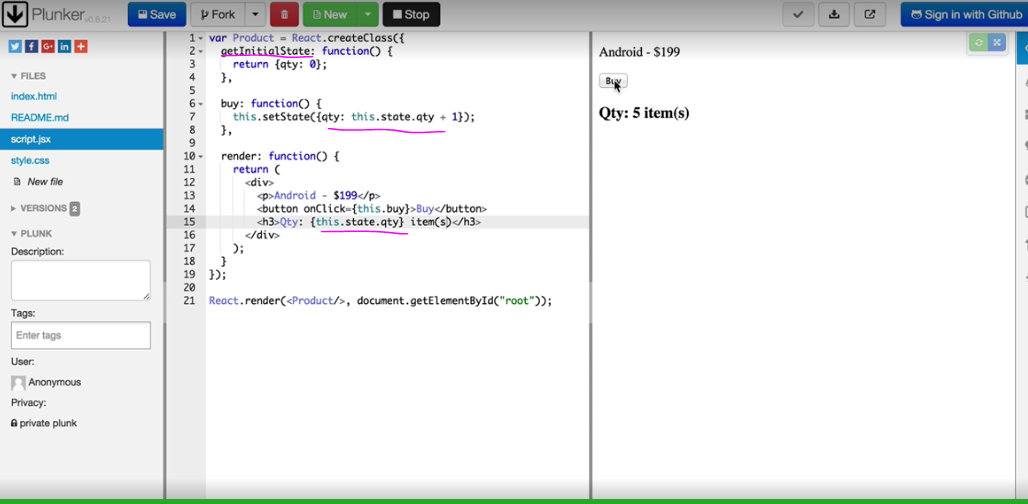 Plunker v0.8.21
Save
Fork
New
Stop
Sign in with Github
FILES
index.html
README.md
script.jsx
style.css
New file
VERSIONS 2
PLUNK
Description:
Tags:
Enter tags
User:
Anonymous
Privacy:
private plunk
1 var Product = React.createClass({
2 getInitialState: function() {
3 return {qty: 0};
4 },
5
6 buy: function() {
7 this.setState({qty: this.state.qty + 1});
8 },
9
10 render: function() {
11 return (
12 <div>
13 <p>Android - $199</p>
14 <button onClick={this.buy}>Buy</button>
15 <h3>Qty: {this.state.qty} item(s)</h3>
16 </div>
17 );
18 }
19 });
20
21 React.render(<Product/>, document.getElementById("root"));
Android - $199
Buy
Qty: 5 item(s)